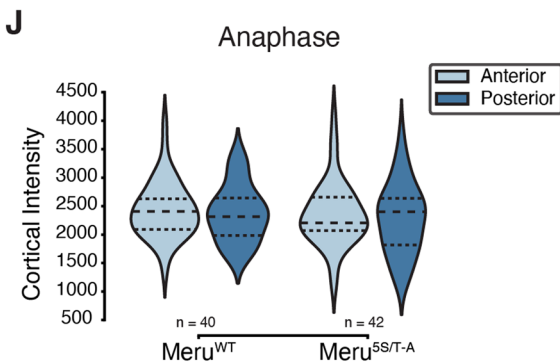 J
Anaphase
Anterior
Posterior
Cortical Intensity
4500
4000
3500
3000
2500
2000
1500
1000
500
n = 40
n = 42
Meru^WT
Meru^5S/T-A